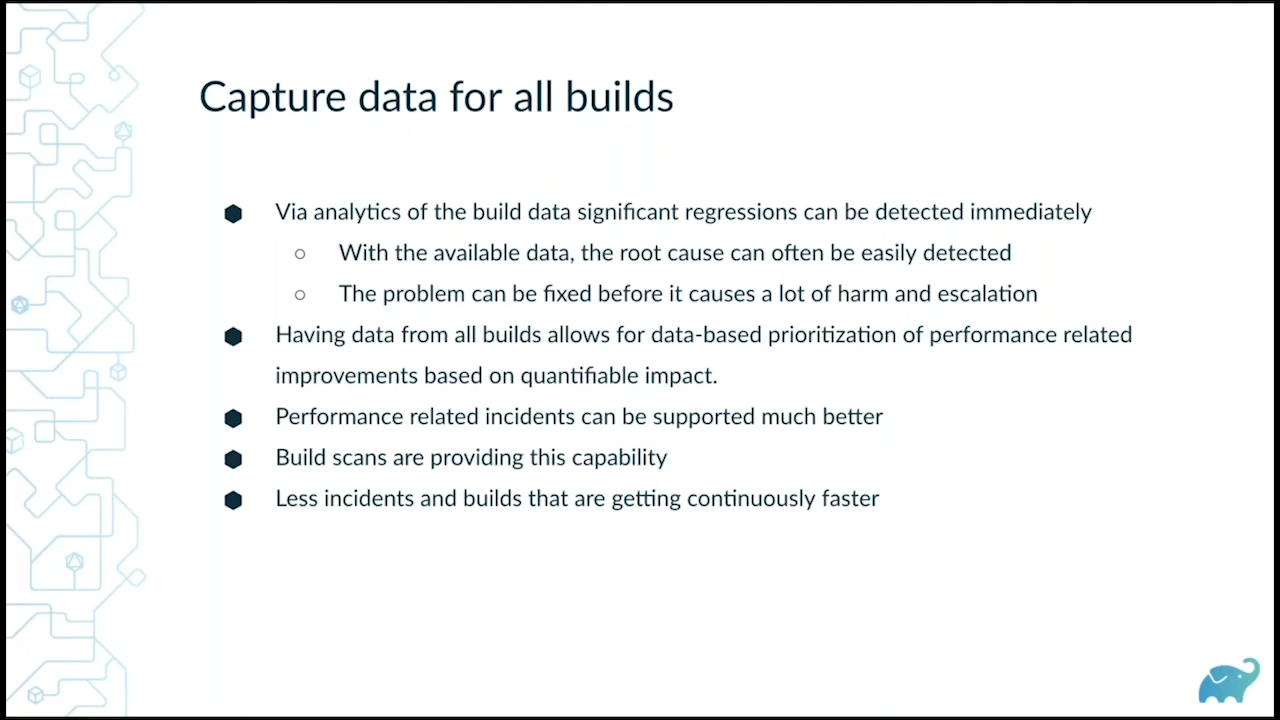 Capture data for all builds
Via analytics of the build data significant regressions can be detected immediately
With the available data, the root cause can often be easily detected
The problem can be fixed before it causes a lot of harm and escalation
Having data from all builds allows for data-based prioritization of performance related
improvements based on quantifiable impact.
Performance related incidents can be supported much better
Build scans are providing this capability
Less incidents and builds that are getting continuously faster